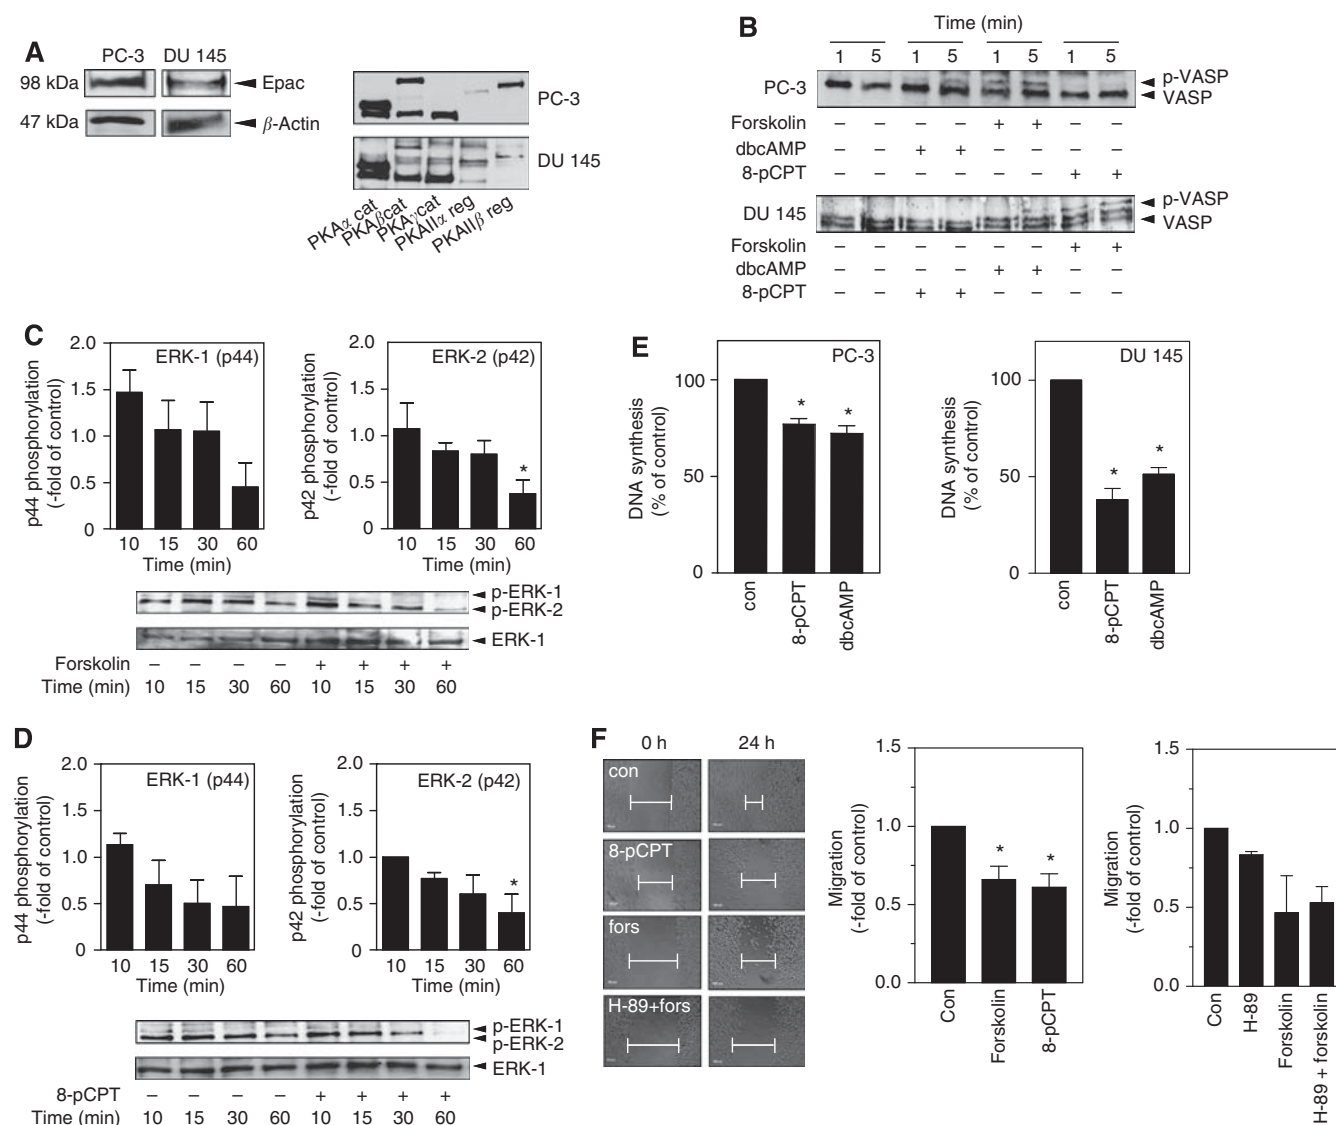 A
PC-3 DU 145
98 kDa Epac
47 kDa β-Actin
PC-3
DU 145
PKAα cat
PKAβcat
PKAγcat
PKAIIα reg
PKAIIβ reg
B
Time (min)
1 5 1 5 1 5 1 5
PC-3
p-VASP
VASP
Forskolin – – – – + + – –
dbcAMP – – + + – – – –
8-pCPT – – – – – – + +
DU 145
p-VASP
VASP
Forskolin – – – – – – + +
dbcAMP – – – – + + – –
8-pCPT – – + + – – – –
C
p44 phosphorylation
(-fold of control)
2.0
1.5
1.0
0.5
0
ERK-1 (p44)
10 15 30 60
Time (min)
p42 phosphorylation
(-fold of control)
2.0
1.5
1.0
0.5
0
ERK-2 (p42)
*
10 15 30 60
Time (min)
p-ERK-1
p-ERK-2
ERK-1
Forskolin – – – – + + + +
Time (min) 10 15 30 60 10 15 30 60
D
p44 phosphorylation
(-fold of control)
2.0
1.5
1.0
0.5
0
ERK-1 (p44)
10 15 30 60
Time (min)
p42 phosphorylation
(-fold of control)
2.0
1.5
1.0
0.5
0
ERK-2 (p42)
*
10 15 30 60
Time (min)
p-ERK-1
p-ERK-2
ERK-1
8-pCPT – – – – + + + +
Time (min) 10 15 30 60 10 15 30 60
E
DNA synthesis
(% of control)
100
50
0
PC-3
* *
con
8-pCPT
dbcAMP
DNA synthesis
(% of control)
100
50
0
DU 145
* *
con
8-pCPT
dbcAMP
F
0 h 24 h
con
8-pCPT
fors
H-89+fors
Migration
(-fold of control)
1.5
1.0
0.5
0.0
* *
Con
Forskolin
8-pCPT
Migration
(-fold of control)
1.5
1.0
0.5
0.0
Con
H-89
Forskolin
H-89 + forskolin